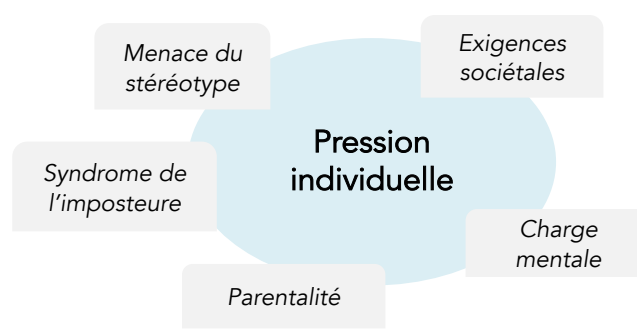 Menace du
stéréotype
Exigences
sociétales
Pression
individuelle
Syndrome de
l'imposteure
Charge
mentale
Parentalité